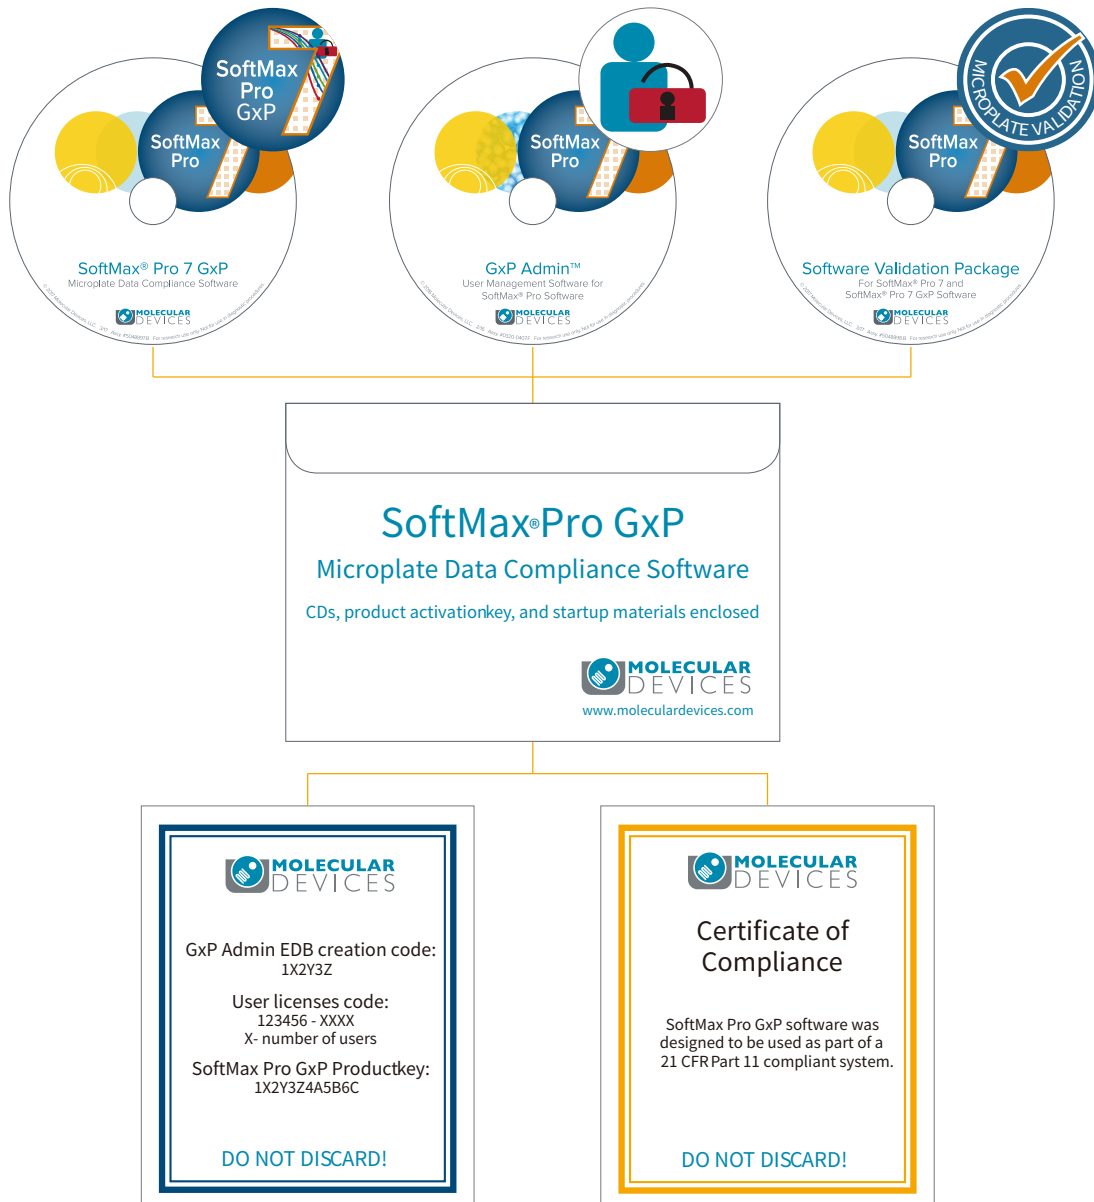 SoftMax
Pro
GxP
SoftMax
Pro
SoftMax® Pro 7 GxP
Microplate Data Compliance Software
MOLECULAR
DEVICES
SoftMax
Pro
GxP Admin™
User Management Software for
SoftMax® Pro Software
MOLECULAR
DEVICES
MICROPLATE VALIDATION
SoftMax
Pro
Software Validation Package
For SoftMax® Pro 7 and
SoftMax® Pro 7 GxP Software
MOLECULAR
DEVICES
SoftMax® Pro GxP
Microplate Data Compliance Software
CDs, product activationkey, and startup materials enclosed
MOLECULAR
DEVICES
www.moleculardevices.com
MOLECULAR
DEVICES
GxP Admin EDB creation code:
1X2Y3Z
User licenses code:
123456 - XXXX
X- number of users
SoftMax Pro GxP Productkey:
1X2Y3Z4A5B6C
DO NOT DISCARD!
MOLECULAR
DEVICES
Certificate of
Compliance
SoftMax Pro GxP software was
designed to be used as part of a
21 CFR Part 11 compliant system.
DO NOT DISCARD!